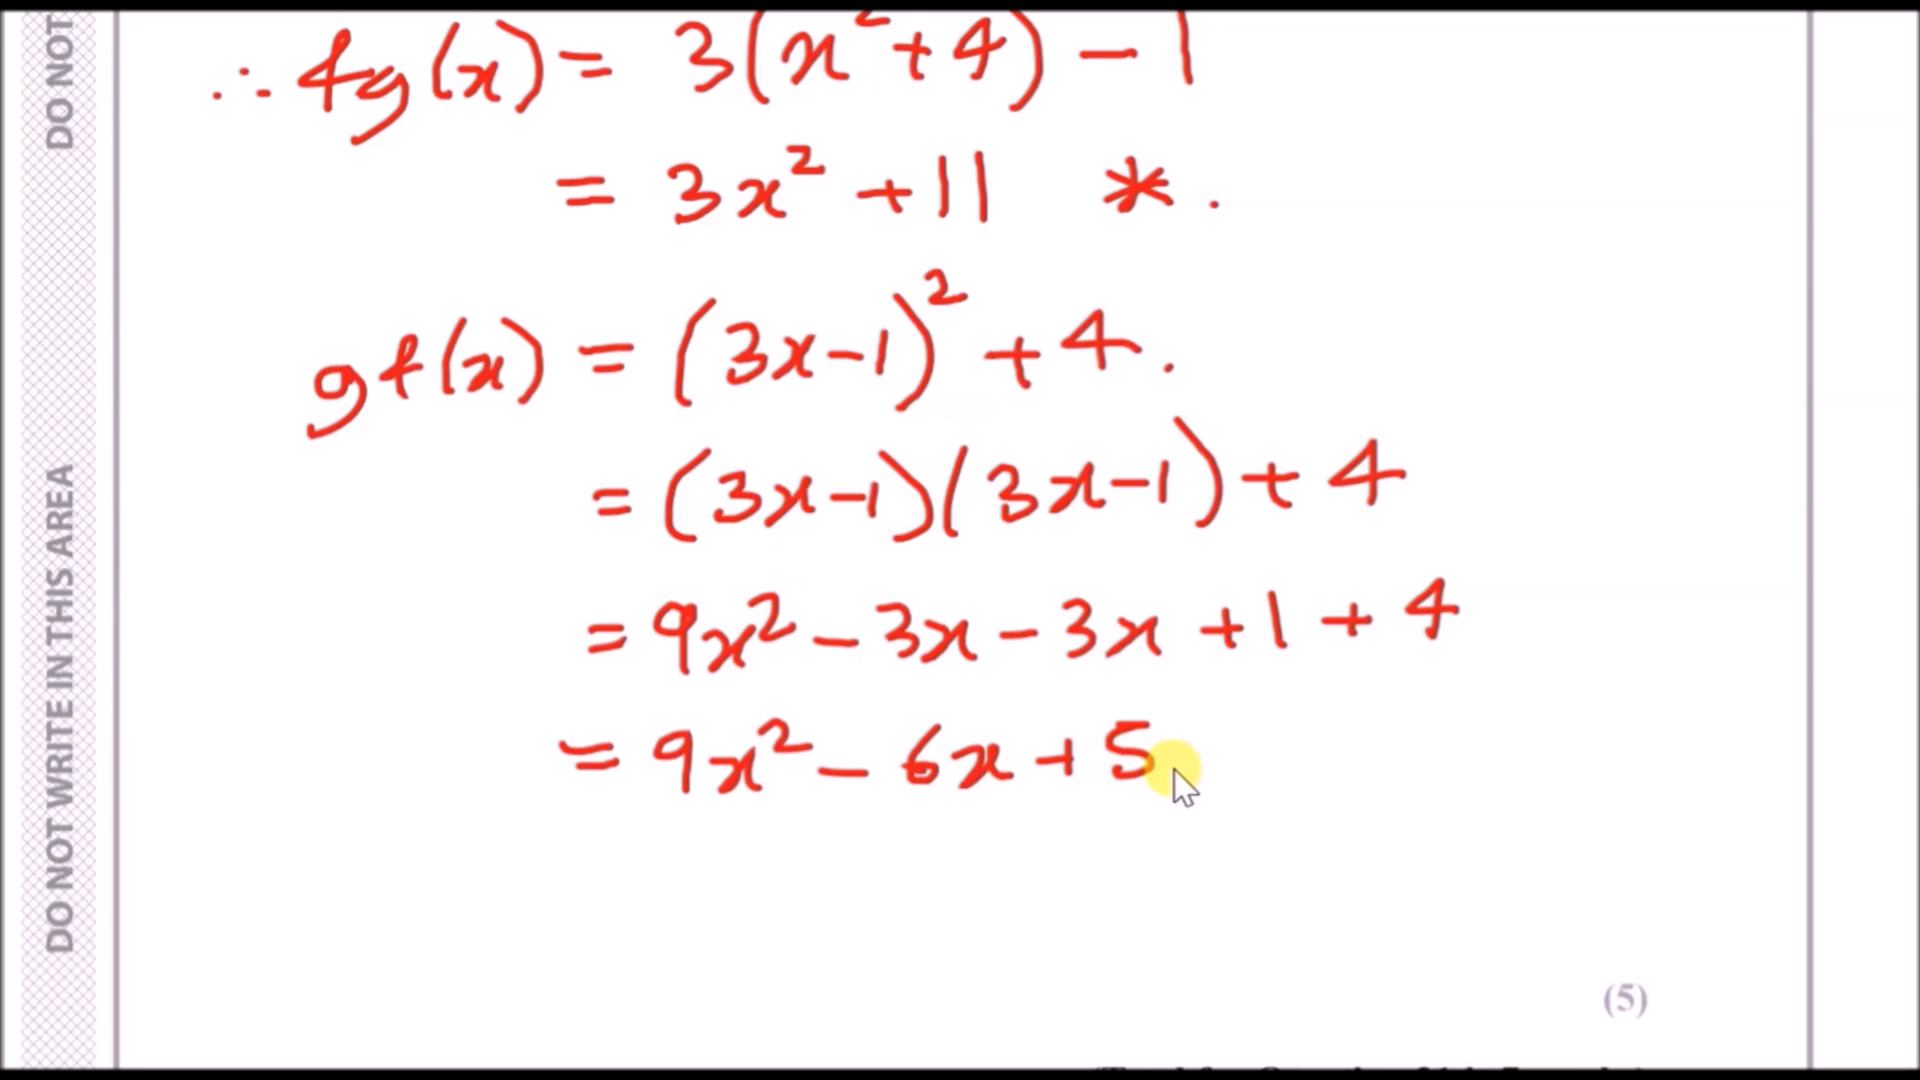 ∴ fg(x) = 3(x² + 4) − 1
= 3x² + 11 *.
gf(x) = (3x−1)² + 4.
= (3x−1)(3x−1) + 4
= 9x² − 3x − 3x + 1 + 4
= 9x² − 6x + 5
(5)
DO NOT
DO NOT WRITE IN THIS AREA